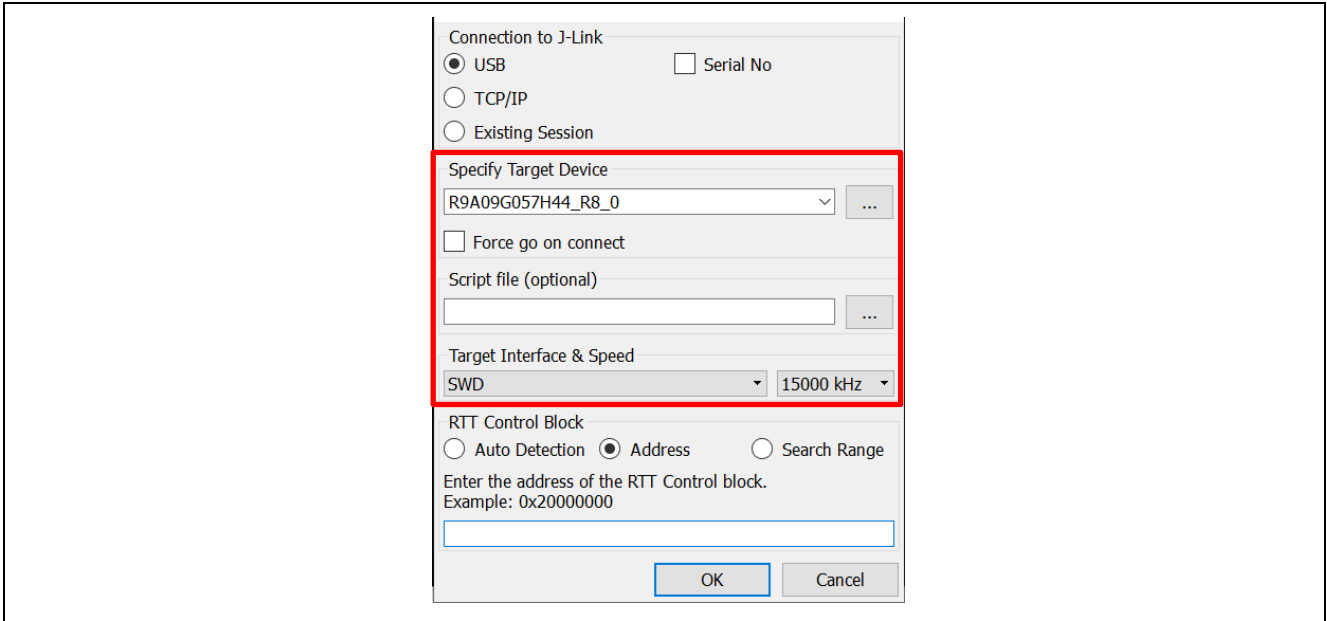 Connection to J-Link
USB Serial No
TCP/IP
Existing Session
Specify Target Device
R9A09G057H44_R8_0 ...
Force go on connect
Script file (optional)
...
Target Interface & Speed
SWD 15000 kHz
RTT Control Block
Auto Detection Address Search Range
Enter the address of the RTT Control block.
Example: 0x20000000
OK Cancel